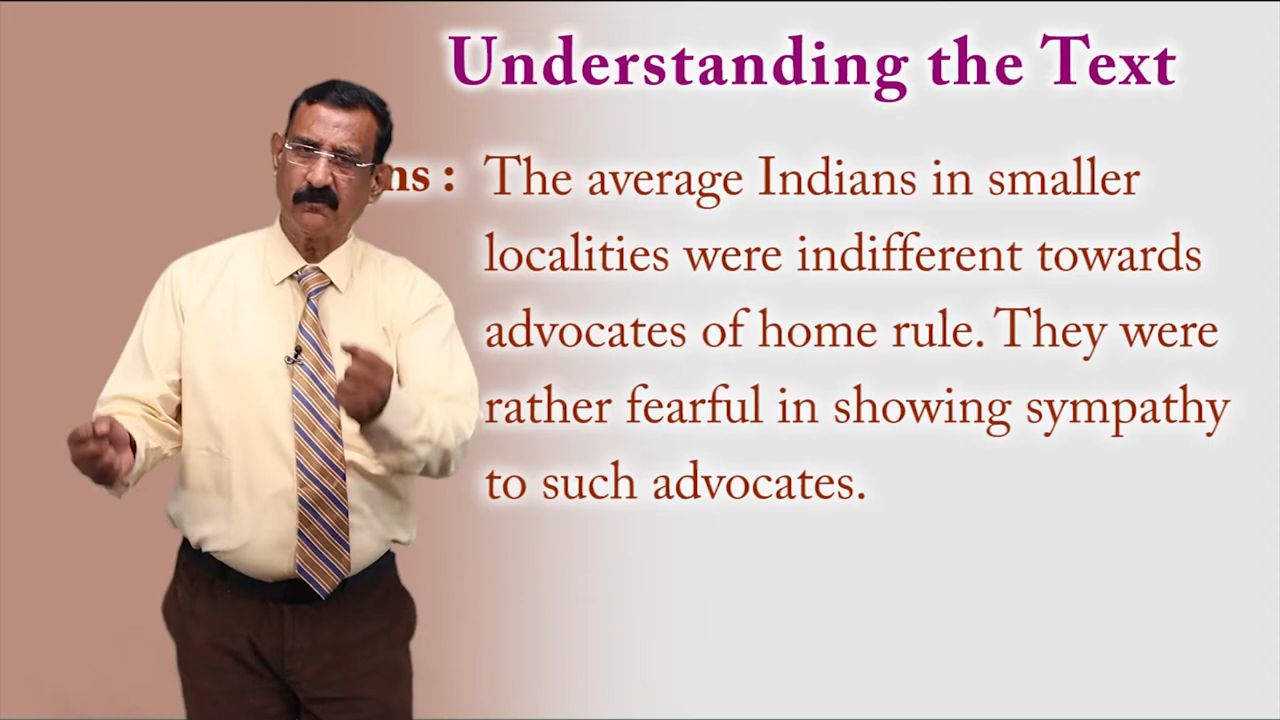 Understanding the Text
ns : The average Indians in smaller
localities were indifferent towards
advocates of home rule. They were
rather fearful in showing sympathy
to such advocates.